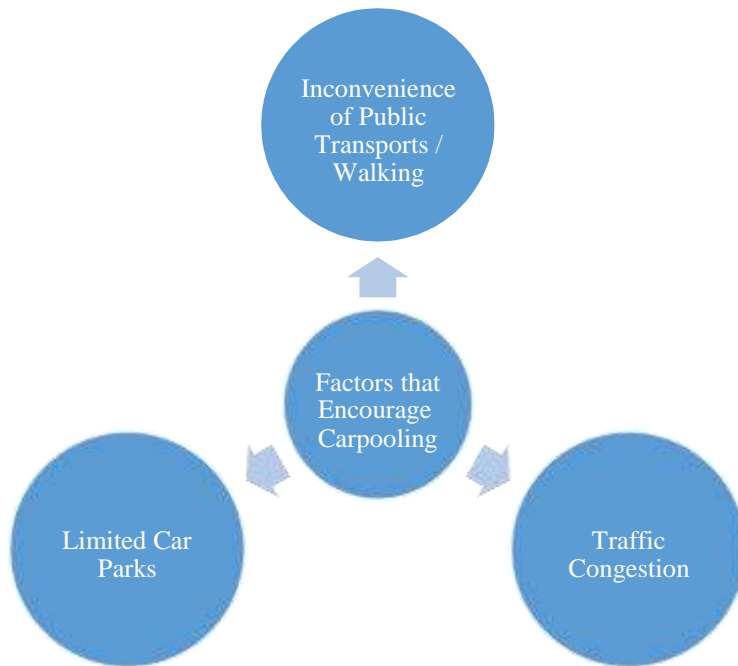 Inconvenience
of Public
Transports /
Walking
Factors that
Encourage
Carpooling
Limited Car
Parks
Traffic
Congestion